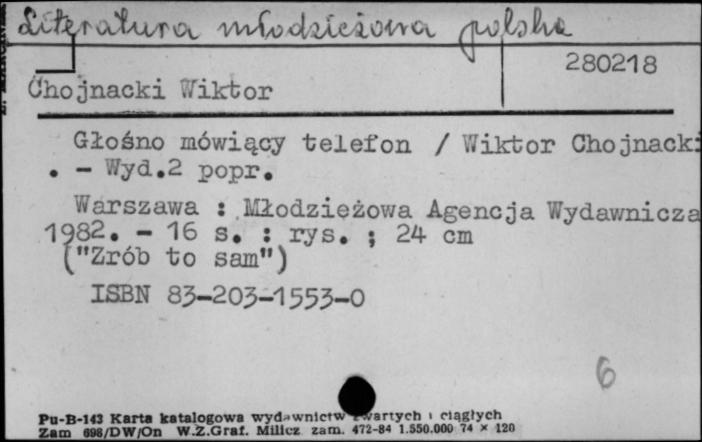 Literatura młodzieżowa polska
280218
Chojnacki Wiktor
Głośno mówiący telefon / Wiktor Chojnacki
. - Wyd.2 popr.
Warszawa : Młodzieżowa Agencja Wydawnicza
1982. - 16 s. : rys. ; 24 cm
("Zrób to sam")
ISBN 83-203-1553-0
6
Pu-B-143 Karta katalogowa wydawnictw zwartych i ciągłych
Zam 698/DW/On W.Z.Graf. Milicz zam. 472-84 1.550.000 74 × 120